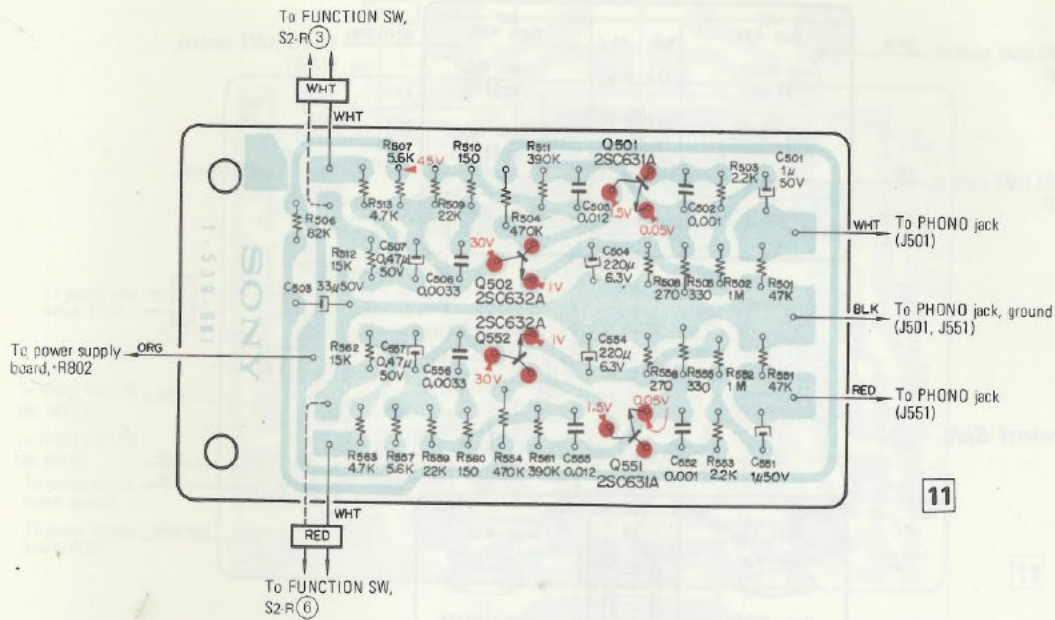 To FUNCTION SW,
S2-R 3
WHT
WHT
R507
5.6K
45V
R510
150
R511
390K
Q501
2SC631A
R503
2.2K
C501
1µ
50V
R513
4.7K
R509
22K
R504
470K
C505
0.012
1.5V
0.05V
C502
0.001
R506
82K
WHT
To PHONO jack
(J501)
R512
15K
C507
0.47µ
50V
C506
0.0033
30V
Q502
2SC632A
1V
C504
220µ
6.3V
R508
270
R505
330
R502
1M
R501
47K
1-539-681
SONY
C503
33µ50V
BLK
To PHONO jack, ground
(J501, J551)
2SC632A
Q552
1V
30V
ORG
To power supply
board, R802
R562
15K
C557
0.47µ
50V
C556
0.0033
C554
220µ
6.3V
R558
270
R555
330
R552
1M
R551
47K
RED
To PHONO jack
(J551)
1.5V
0.05V
R563
4.7K
R557
5.6K
R559
22K
R560
150
R554
470K
R561
390K
C555
0.012
Q551
2SC631A
C552
0.001
R553
2.2K
C551
1µ50V
11
WHT
RED
To FUNCTION SW,
S2-R 6